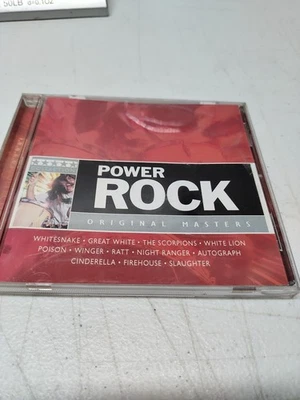 50LB
POWER
ROCK
ORIGINAL MASTERS
WHITESNAKE • GREAT WHITE • THE SCORPIONS • WHITE LION
POISON • WINGER • RATT • NIGHT RANGER • AUTOGRAPH
CINDERELLA • FIREHOUSE • SLAUGHTER